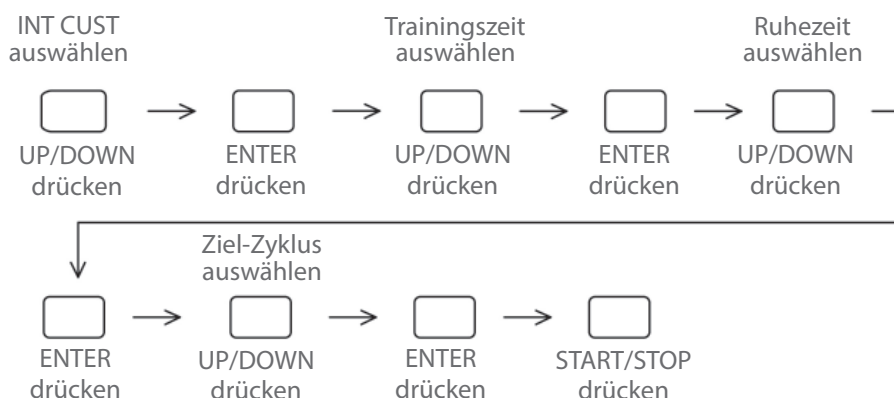 INT CUST
auswählen
Trainingszeit
auswählen
Ruhezeit
auswählen
UP/DOWN
drücken
ENTER
drücken
UP/DOWN
drücken
ENTER
drücken
UP/DOWN
drücken
Ziel-Zyklus
auswählen
ENTER
drücken
UP/DOWN
drücken
ENTER
drücken
START/STOP
drücken